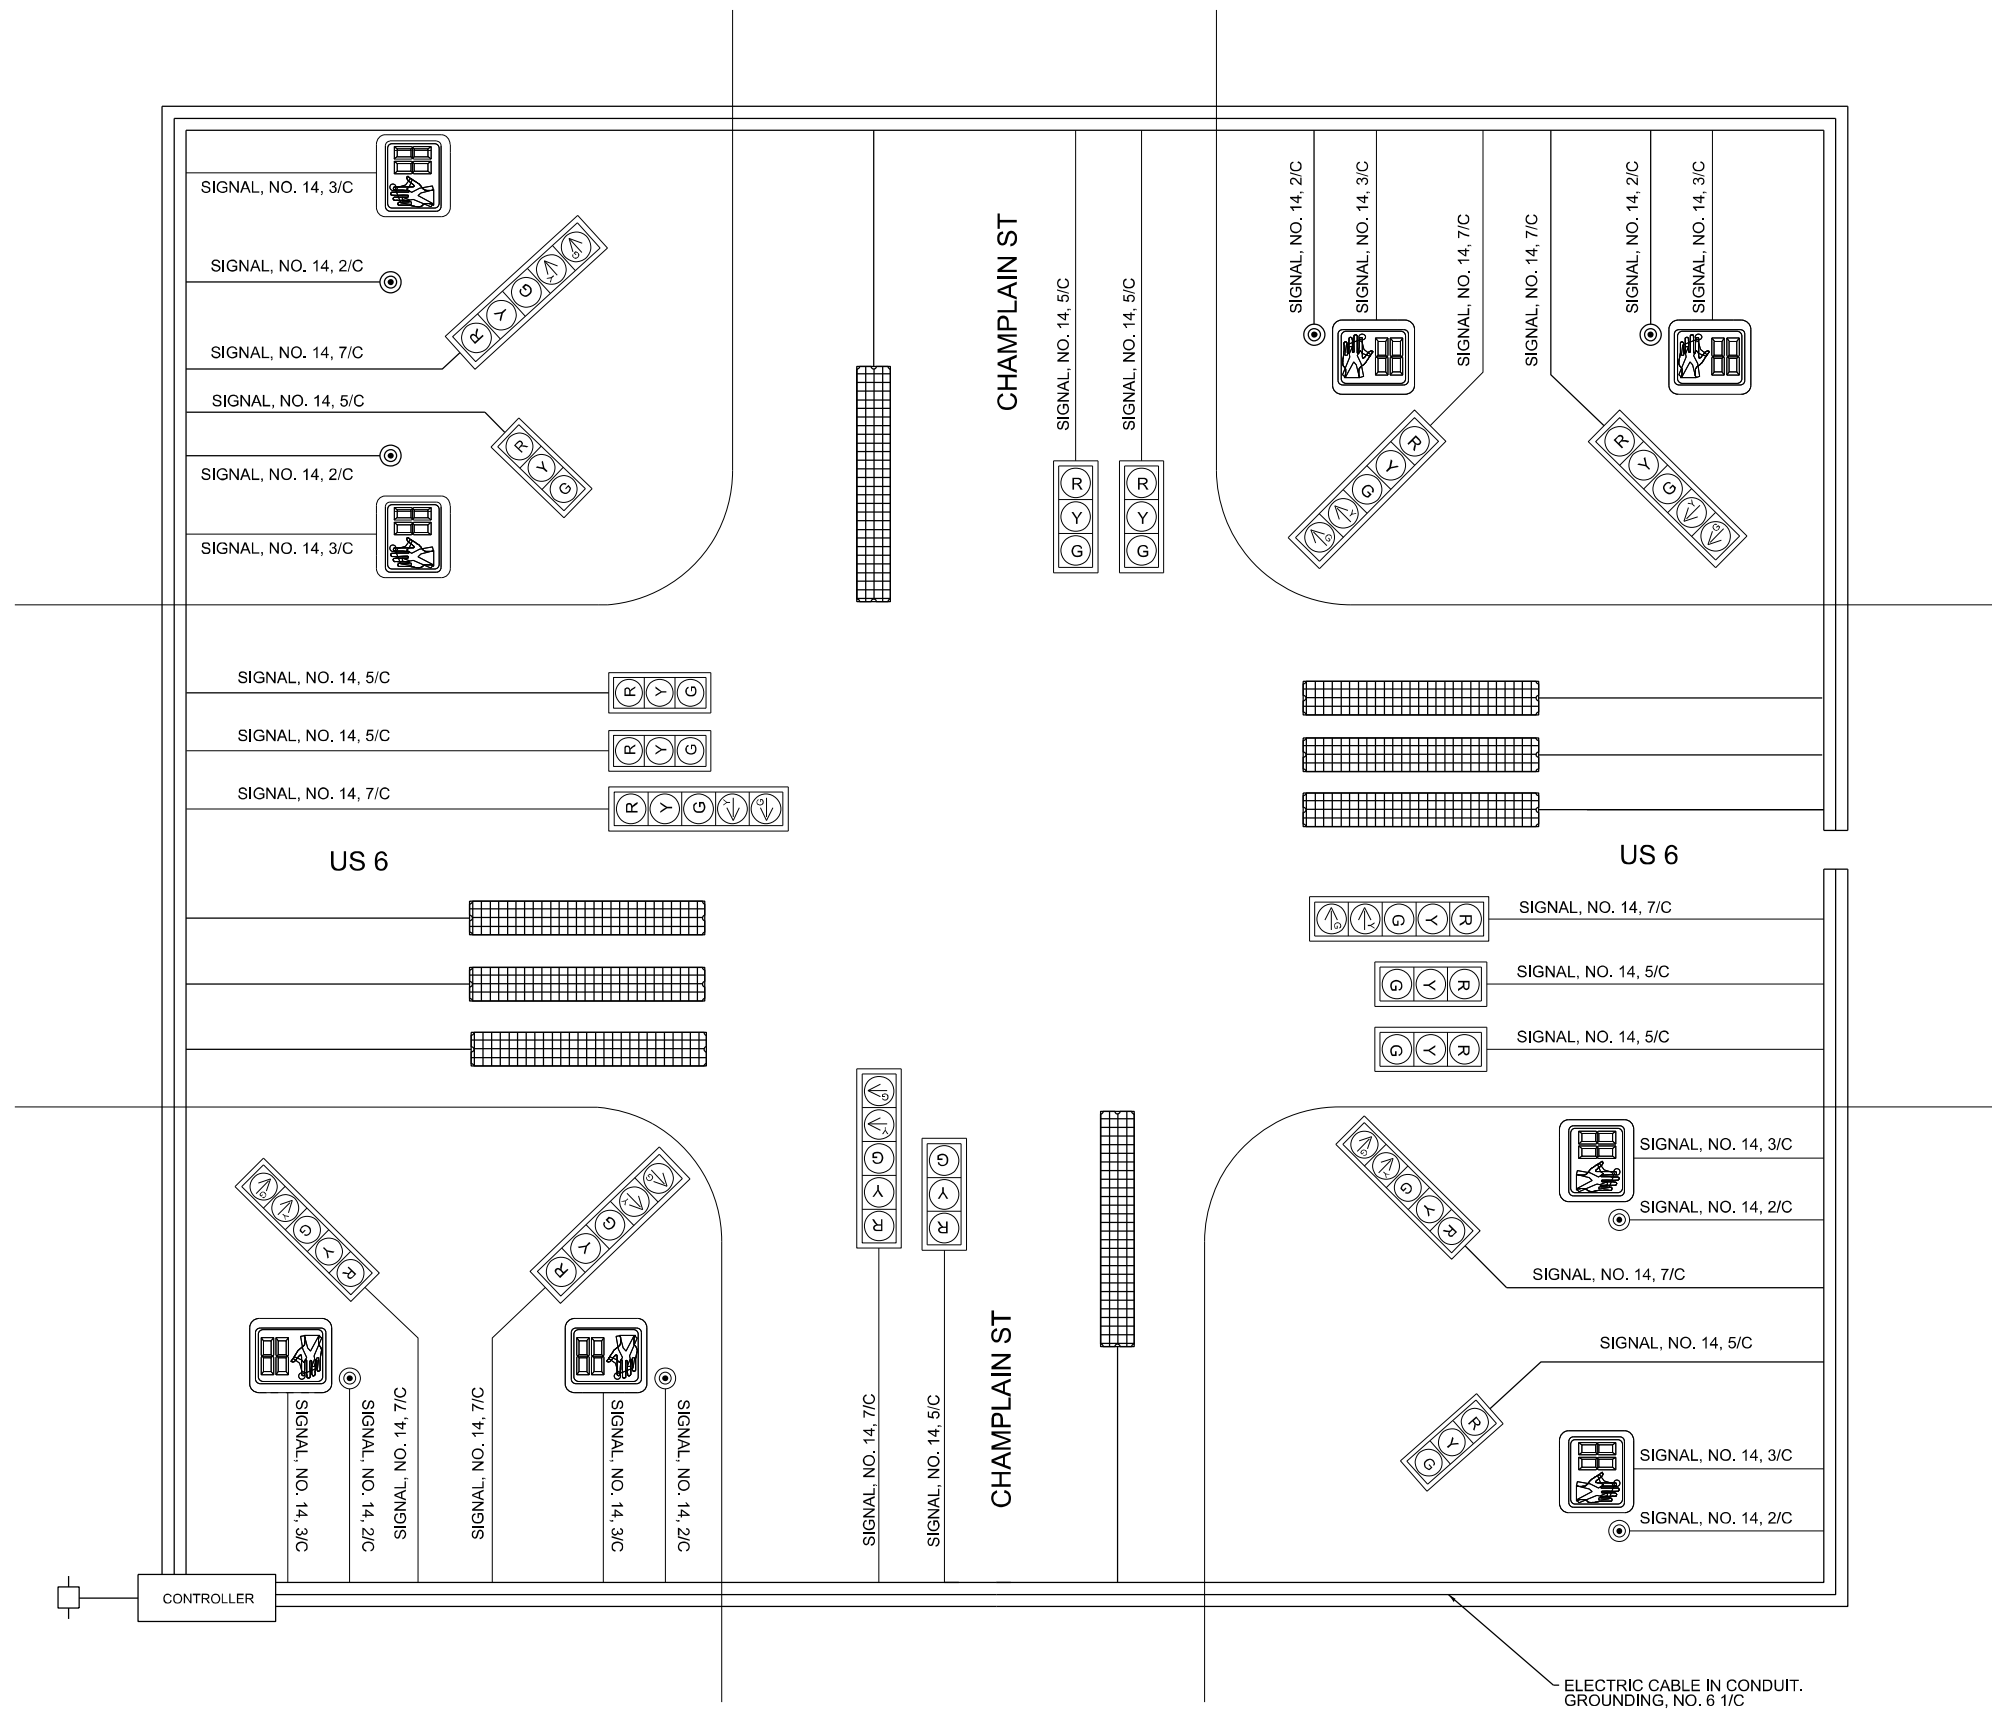 SIGNAL, NO. 14, 3/C
SIGNAL, NO. 14, 2/C
R Y G Y G
SIGNAL, NO. 14, 7/C
SIGNAL, NO. 14, 5/C
R Y G
SIGNAL, NO. 14, 2/C
SIGNAL, NO. 14, 3/C
CHAMPLAIN ST
SIGNAL, NO. 14, 5/C
SIGNAL, NO. 14, 5/C
R Y G
R Y G
SIGNAL, NO. 14, 2/C
SIGNAL, NO. 14, 3/C
SIGNAL, NO. 14, 7/C
SIGNAL, NO. 14, 7/C
SIGNAL, NO. 14, 2/C
SIGNAL, NO. 14, 3/C
R Y G Y G
R Y G Y G
SIGNAL, NO. 14, 5/C
R Y G
SIGNAL, NO. 14, 5/C
R Y G
SIGNAL, NO. 14, 7/C
R Y G Y G
US 6
US 6
G Y G Y R
SIGNAL, NO. 14, 7/C
G Y R
SIGNAL, NO. 14, 5/C
G Y R
SIGNAL, NO. 14, 5/C
G Y G Y R
G Y G Y R
SIGNAL, NO. 14, 3/C
SIGNAL, NO. 14, 2/C
SIGNAL, NO. 14, 7/C
SIGNAL, NO. 14, 7/C
SIGNAL, NO. 14, 3/C
SIGNAL, NO. 14, 2/C
G Y G Y R
G Y R
SIGNAL, NO. 14, 7/C
SIGNAL, NO. 14, 5/C
CHAMPLAIN ST
G Y G Y R
SIGNAL, NO. 14, 3/C
SIGNAL, NO. 14, 2/C
SIGNAL, NO. 14, 7/C
SIGNAL, NO. 14, 5/C
R Y G
SIGNAL, NO. 14, 3/C
SIGNAL, NO. 14, 2/C
CONTROLLER
ELECTRIC CABLE IN CONDUIT.
GROUNDING, NO. 6 1/C